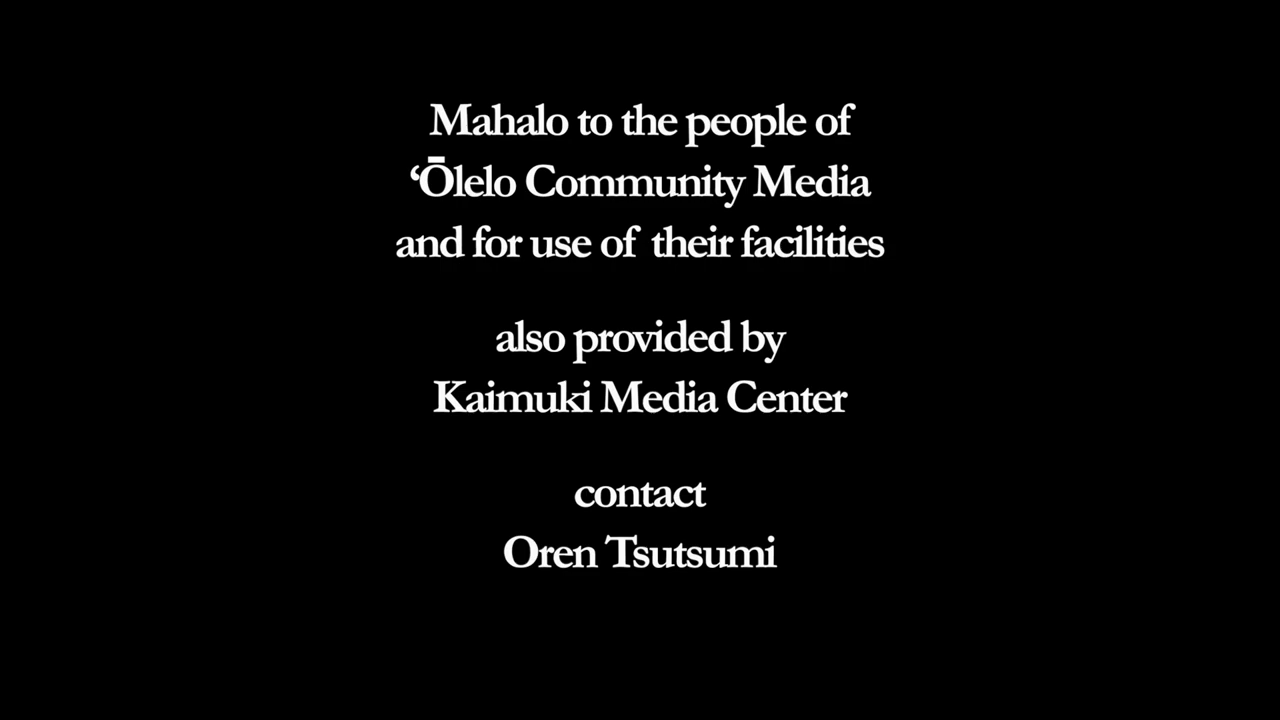 Mahalo to the people of
‘Ōlelo Community Media
and for use of their facilities
also provided by
Kaimuki Media Center
contact
Oren Tsutsumi